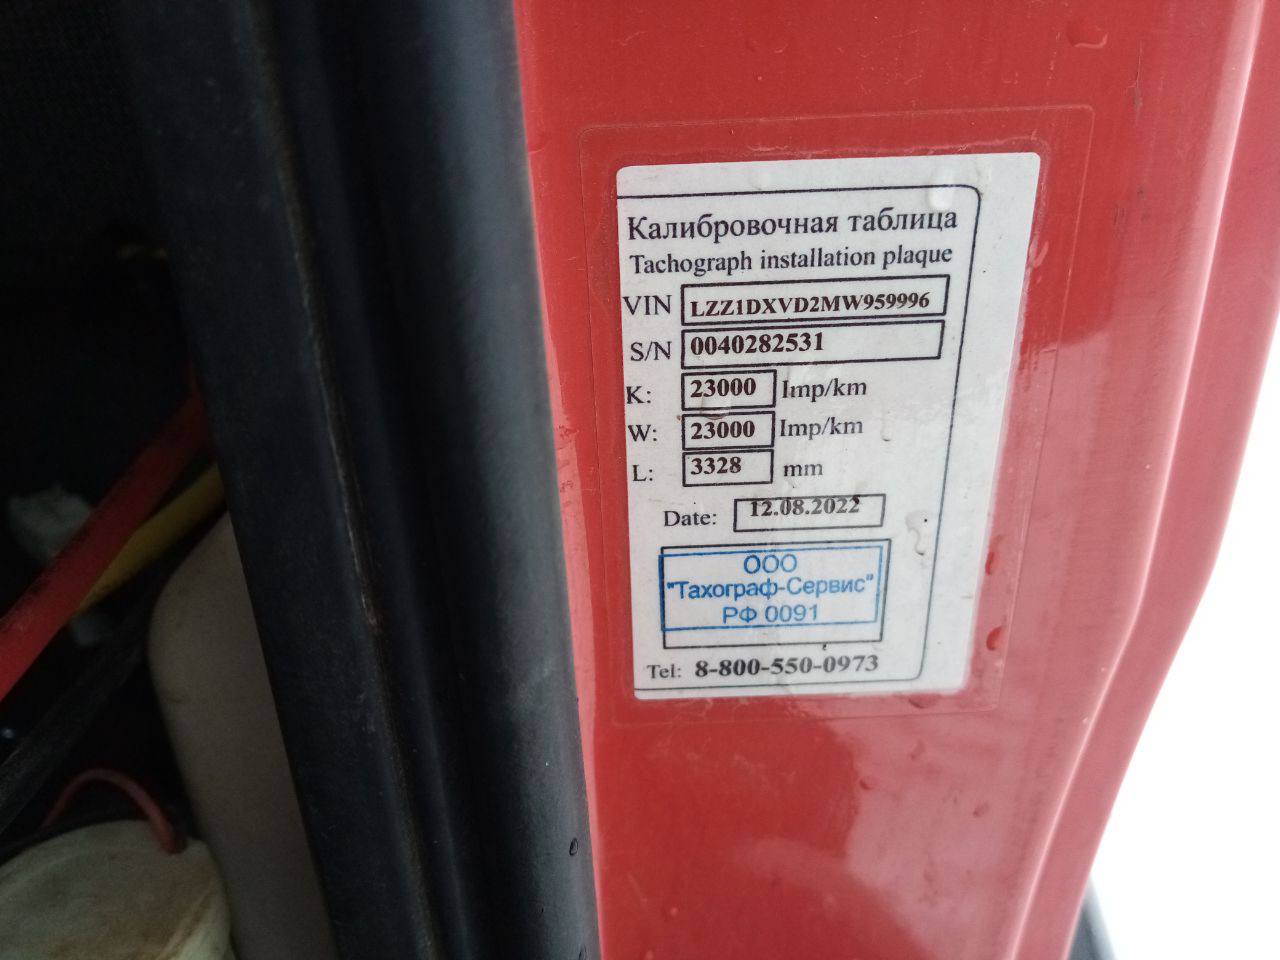 Калибровочная таблица
Tachograph installation plaque
VIN LZZ1DXVD2MW959996
S/N 0040282531
K: 23000 Imp/km
W: 23000 Imp/km
L: 3328 mm
Date: 12.08.2022
ООО
"Тахограф-Сервис"
РФ 0091
Tel: 8-800-550-0973